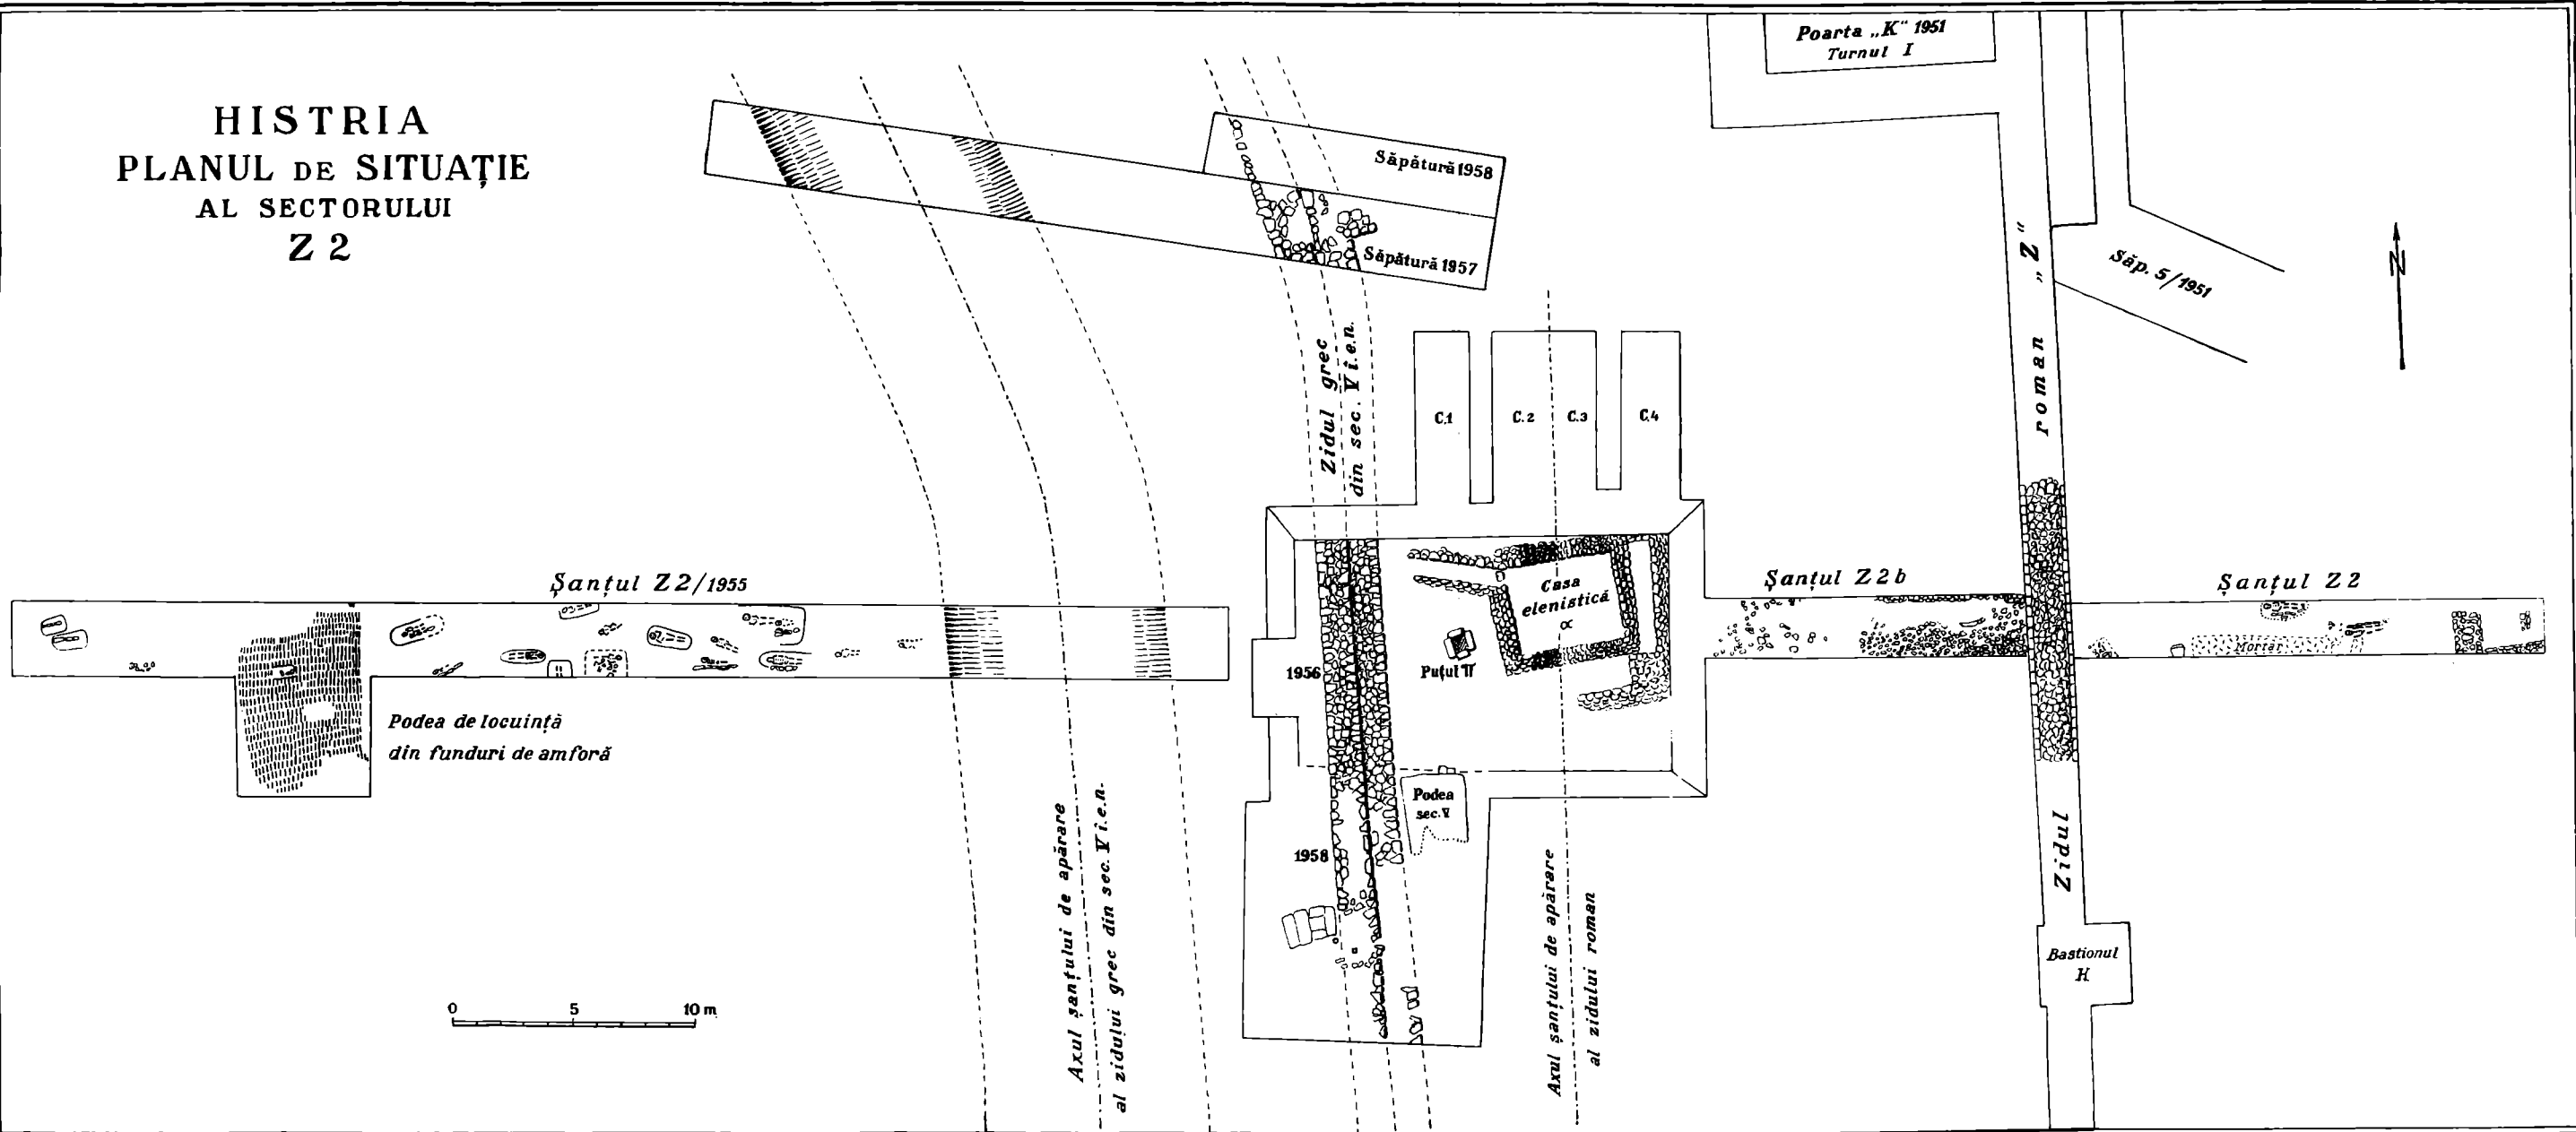 HISTRIA
PLANUL DE SITUAȚIE
AL SECTORULUI
Z 2
Poarta „K" 1951
Turnul I
Săpătură 1958
Săpătură 1957
Săp. 5/1951
N
Zidul roman „Z"
Zidul grec
din sec. V î.e.n.
C.1
C.2
C.3
C.4
Șanțul Z2/1955
Șanțul Z2b
Șanțul Z2
Casa
elenistică
α
Mortar
1956
Puțul II
Podea de locuință
din funduri de amforă
Podea
sec. V
1958
Axul șanțului de apărare
al zidului grec din sec. V î.e.n.
Axul șanțului de apărare
al zidului roman
Bastionul
H
0 5 10 m